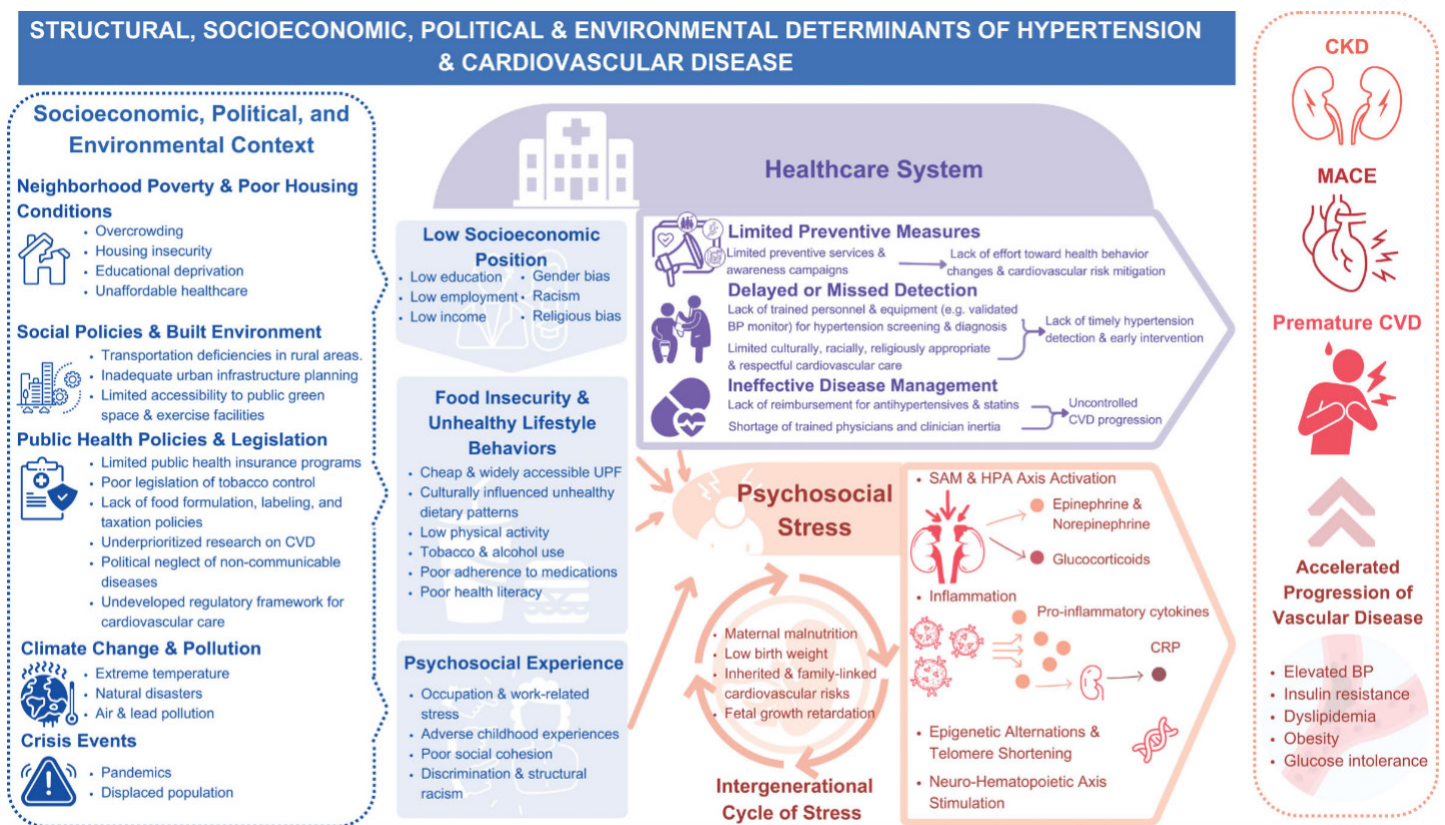 STRUCTURAL, SOCIOECONOMIC, POLITICAL & ENVIRONMENTAL DETERMINANTS OF HYPERTENSION
& CARDIOVASCULAR DISEASE
Socioeconomic, Political, and
Environmental Context
Neighborhood Poverty & Poor Housing
Conditions
• Overcrowding
• Housing insecurity
• Educational deprivation
• Unaffordable healthcare
Social Policies & Built Environment
• Transportation deficiencies in rural areas.
• Inadequate urban infrastructure planning
• Limited accessibility to public green
space & exercise facilities
Public Health Policies & Legislation
• Limited public health insurance programs
• Poor legislation of tobacco control
• Lack of food formulation, labeling, and
taxation policies
• Underprioritized research on CVD
• Political neglect of non-communicable
diseases
• Undeveloped regulatory framework for
cardiovascular care
Climate Change & Pollution
• Extreme temperature
• Natural disasters
• Air & lead pollution
Crisis Events
• Pandemics
• Displaced population
Low Socioeconomic
Position
• Low education
• Low employment
• Low income
• Gender bias
• Racism
• Religious bias
Food Insecurity &
Unhealthy Lifestyle
Behaviors
• Cheap & widely accessible UPF
• Culturally influenced unhealthy
dietary patterns
• Low physical activity
• Tobacco & alcohol use
• Poor adherence to medications
• Poor health literacy
Psychosocial Experience
• Occupation & work-related
stress
• Adverse childhood experiences
• Poor social cohesion
• Discrimination & structural
racism
Healthcare System
Limited Preventive Measures
Limited preventive services &
awareness campaigns
Lack of effort toward health behavior
changes & cardiovascular risk mitigation
Delayed or Missed Detection
Lack of trained personnel & equipment (e.g. validated
BP monitor) for hypertension screening & diagnosis
Limited culturally, racially, religiously appropriate
& respectful cardiovascular care
Lack of timely hypertension
detection & early intervention
Ineffective Disease Management
Lack of reimbursement for antihypertensives & statins
Shortage of trained physicians and clinician inertia
Uncontrolled
CVD progression
Psychosocial
Stress
• Maternal malnutrition
• Low birth weight
• Inherited & family-linked
cardiovascular risks
• Fetal growth retardation
Intergenerational
Cycle of Stress
• SAM & HPA Axis Activation
Epinephrine &
Norepinephrine
Glucocorticoids
• Inflammation
Pro-inflammatory cytokines
CRP
• Epigenetic Alternations &
Telomere Shortening
• Neuro-Hematopoietic Axis
Stimulation
CKD
MACE
Premature CVD
Accelerated
Progression of
Vascular Disease
• Elevated BP
• Insulin resistance
• Dyslipidemia
• Obesity
• Glucose intolerance